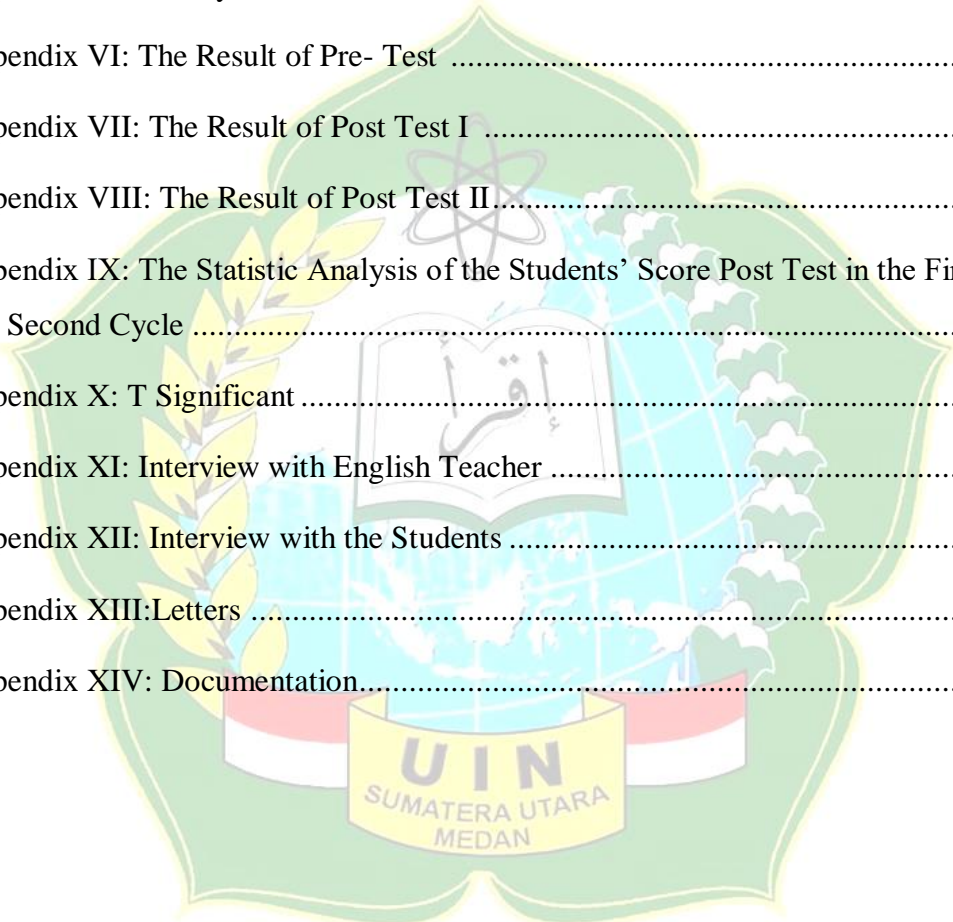 pendix VI: The Result of Pre- Test ............................................................
pendix VII: The Result of Post Test I ........................................................
pendix VIII: The Result of Post Test II.......................................................
pendix IX: The Statistic Analysis of the Students’ Score Post Test in the Fi
Second Cycle ...........................................................................................
pendix X: T Significant ..............................................................................
إقرأ
pendix XI: Interview with English Teacher ................................................
pendix XII: Interview with the Students .....................................................
pendix XIII:Letters ....................................................................................
pendix XIV: Documentation.......................................................................
UIN
SUMATERA UTARA
MEDAN